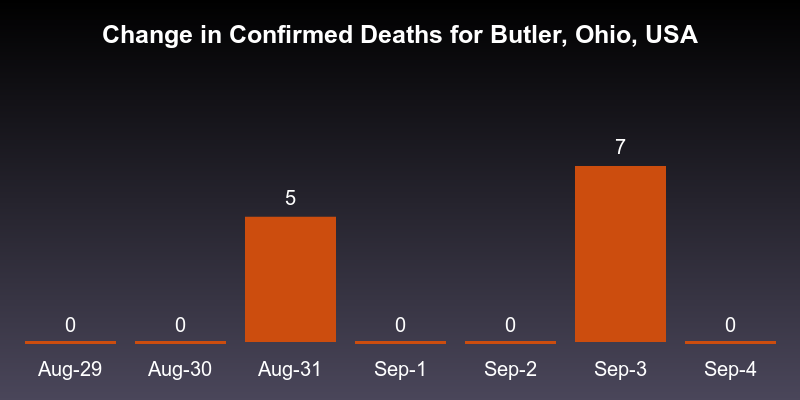 Change in Confirmed Deaths for Butler, Ohio, USA
7
5
0 0 0 0 0
Aug-29 Aug-30 Aug-31 Sep-1 Sep-2 Sep-3 Sep-4